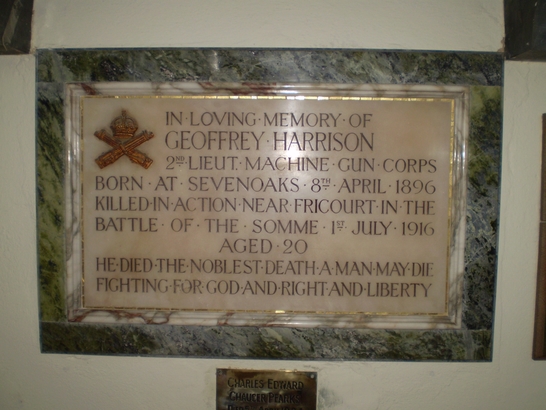 IN·LOVING·MEMORY·OF
GEOFFREY·HARRISON
2ND·LIEUT·MACHINE·GUN·CORPS
BORN·AT·SEVENOAKS·8TH·APRIL·1896
KILLED·IN·ACTION·NEAR·FRICOURT·IN·THE
BATTLE·OF·THE·SOMME·1ST·JULY·1916
AGED·20
HE·DIED·THE·NOBLEST·DEATH·A·MAN·MAY·DIE
FIGHTING·FOR·GOD·AND·RIGHT·AND·LIBERTY
CHARLES EDWARD
CHAUCER